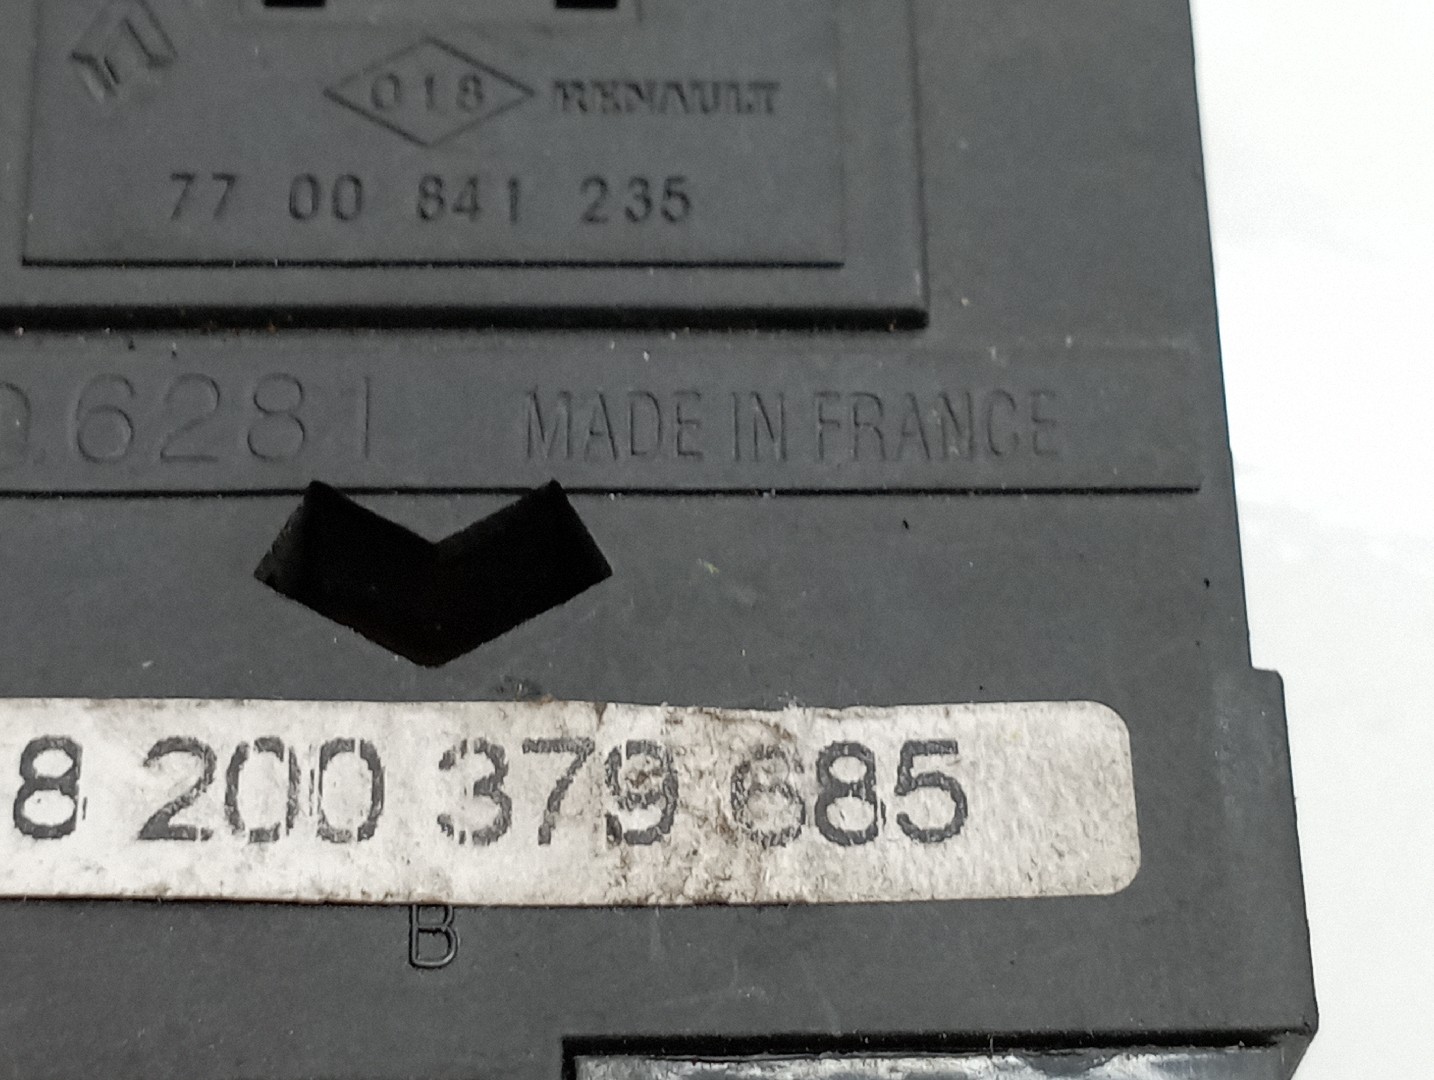 018 RENAULT
77 00 841 235
.6281 MADE IN FRANCE
8 200 379 685
B